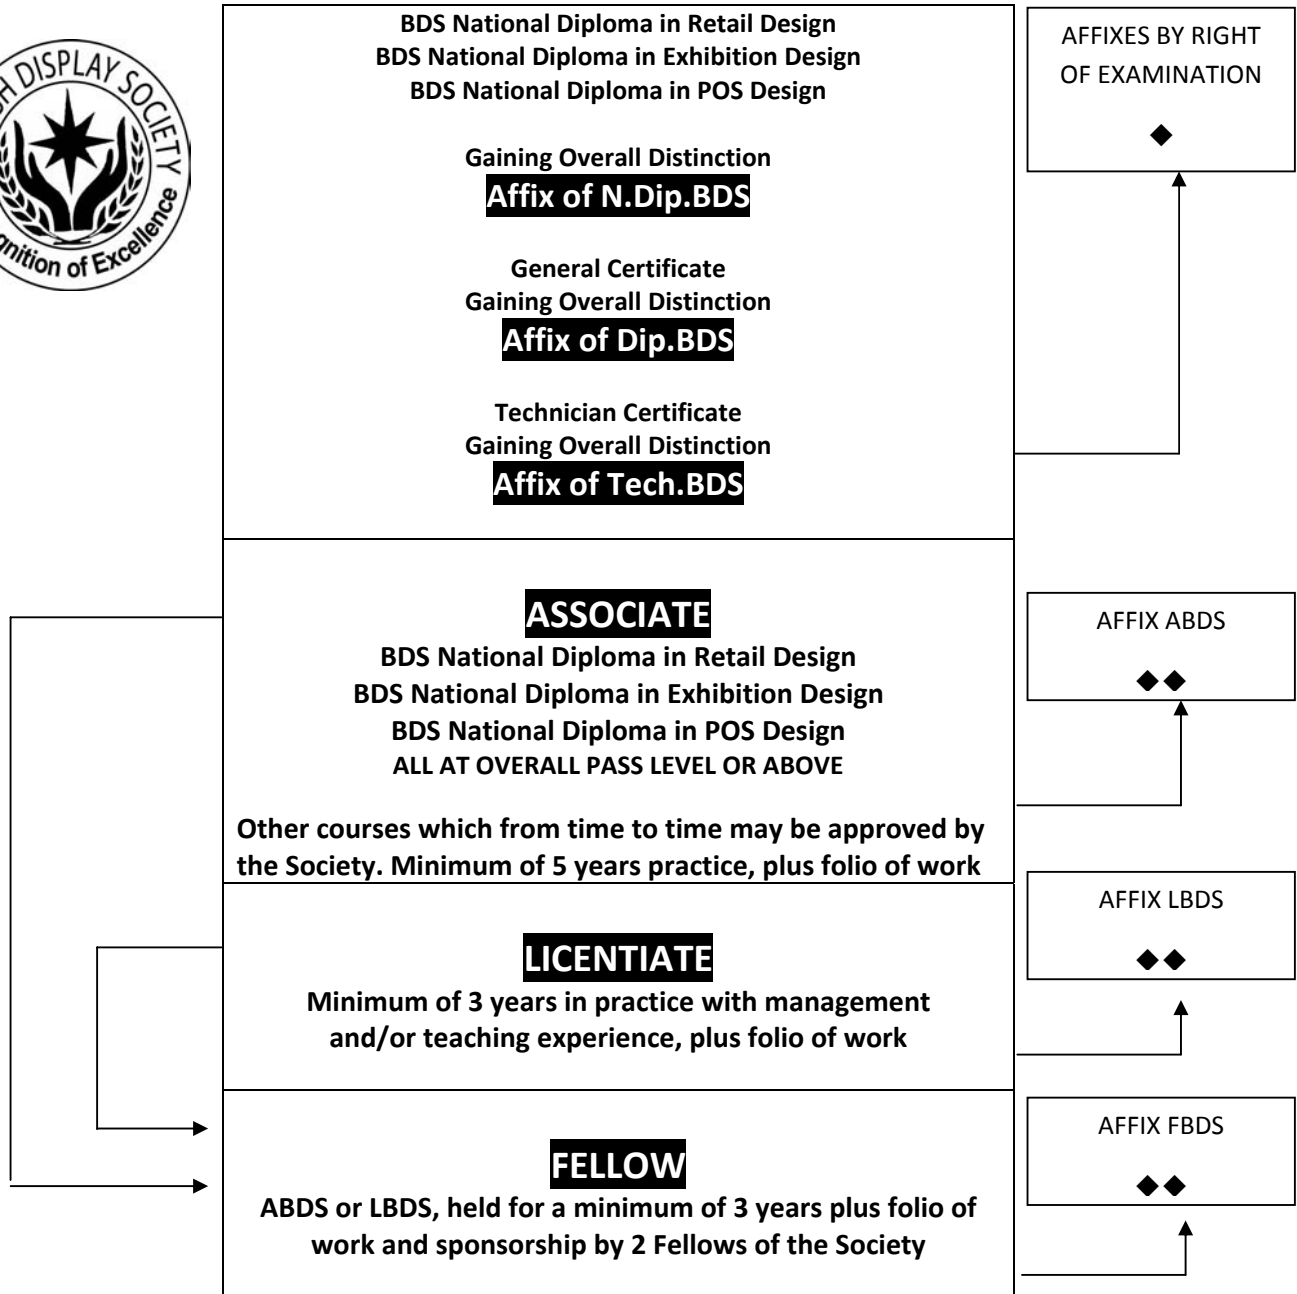 BDS National Diploma in Retail Design
BDS National Diploma in Exhibition Design
BDS National Diploma in POS Design
Gaining Overall Distinction
Affix of N.Dip.BDS
General Certificate
Gaining Overall Distinction
Affix of Dip.BDS
Technician Certificate
Gaining Overall Distinction
Affix of Tech.BDS
AFFIXES BY RIGHT
OF EXAMINATION
DISPLAY SOCIETY
of Excellence
ASSOCIATE
BDS National Diploma in Retail Design
BDS National Diploma in Exhibition Design
BDS National Diploma in POS Design
ALL AT OVERALL PASS LEVEL OR ABOVE
Other courses which from time to time may be approved by
the Society. Minimum of 5 years practice, plus folio of work
AFFIX ABDS
LICENTIATE
Minimum of 3 years in practice with management
and/or teaching experience, plus folio of work
AFFIX LBDS
FELLOW
ABDS or LBDS, held for a minimum of 3 years plus folio of
work and sponsorship by 2 Fellows of the Society
AFFIX FBDS